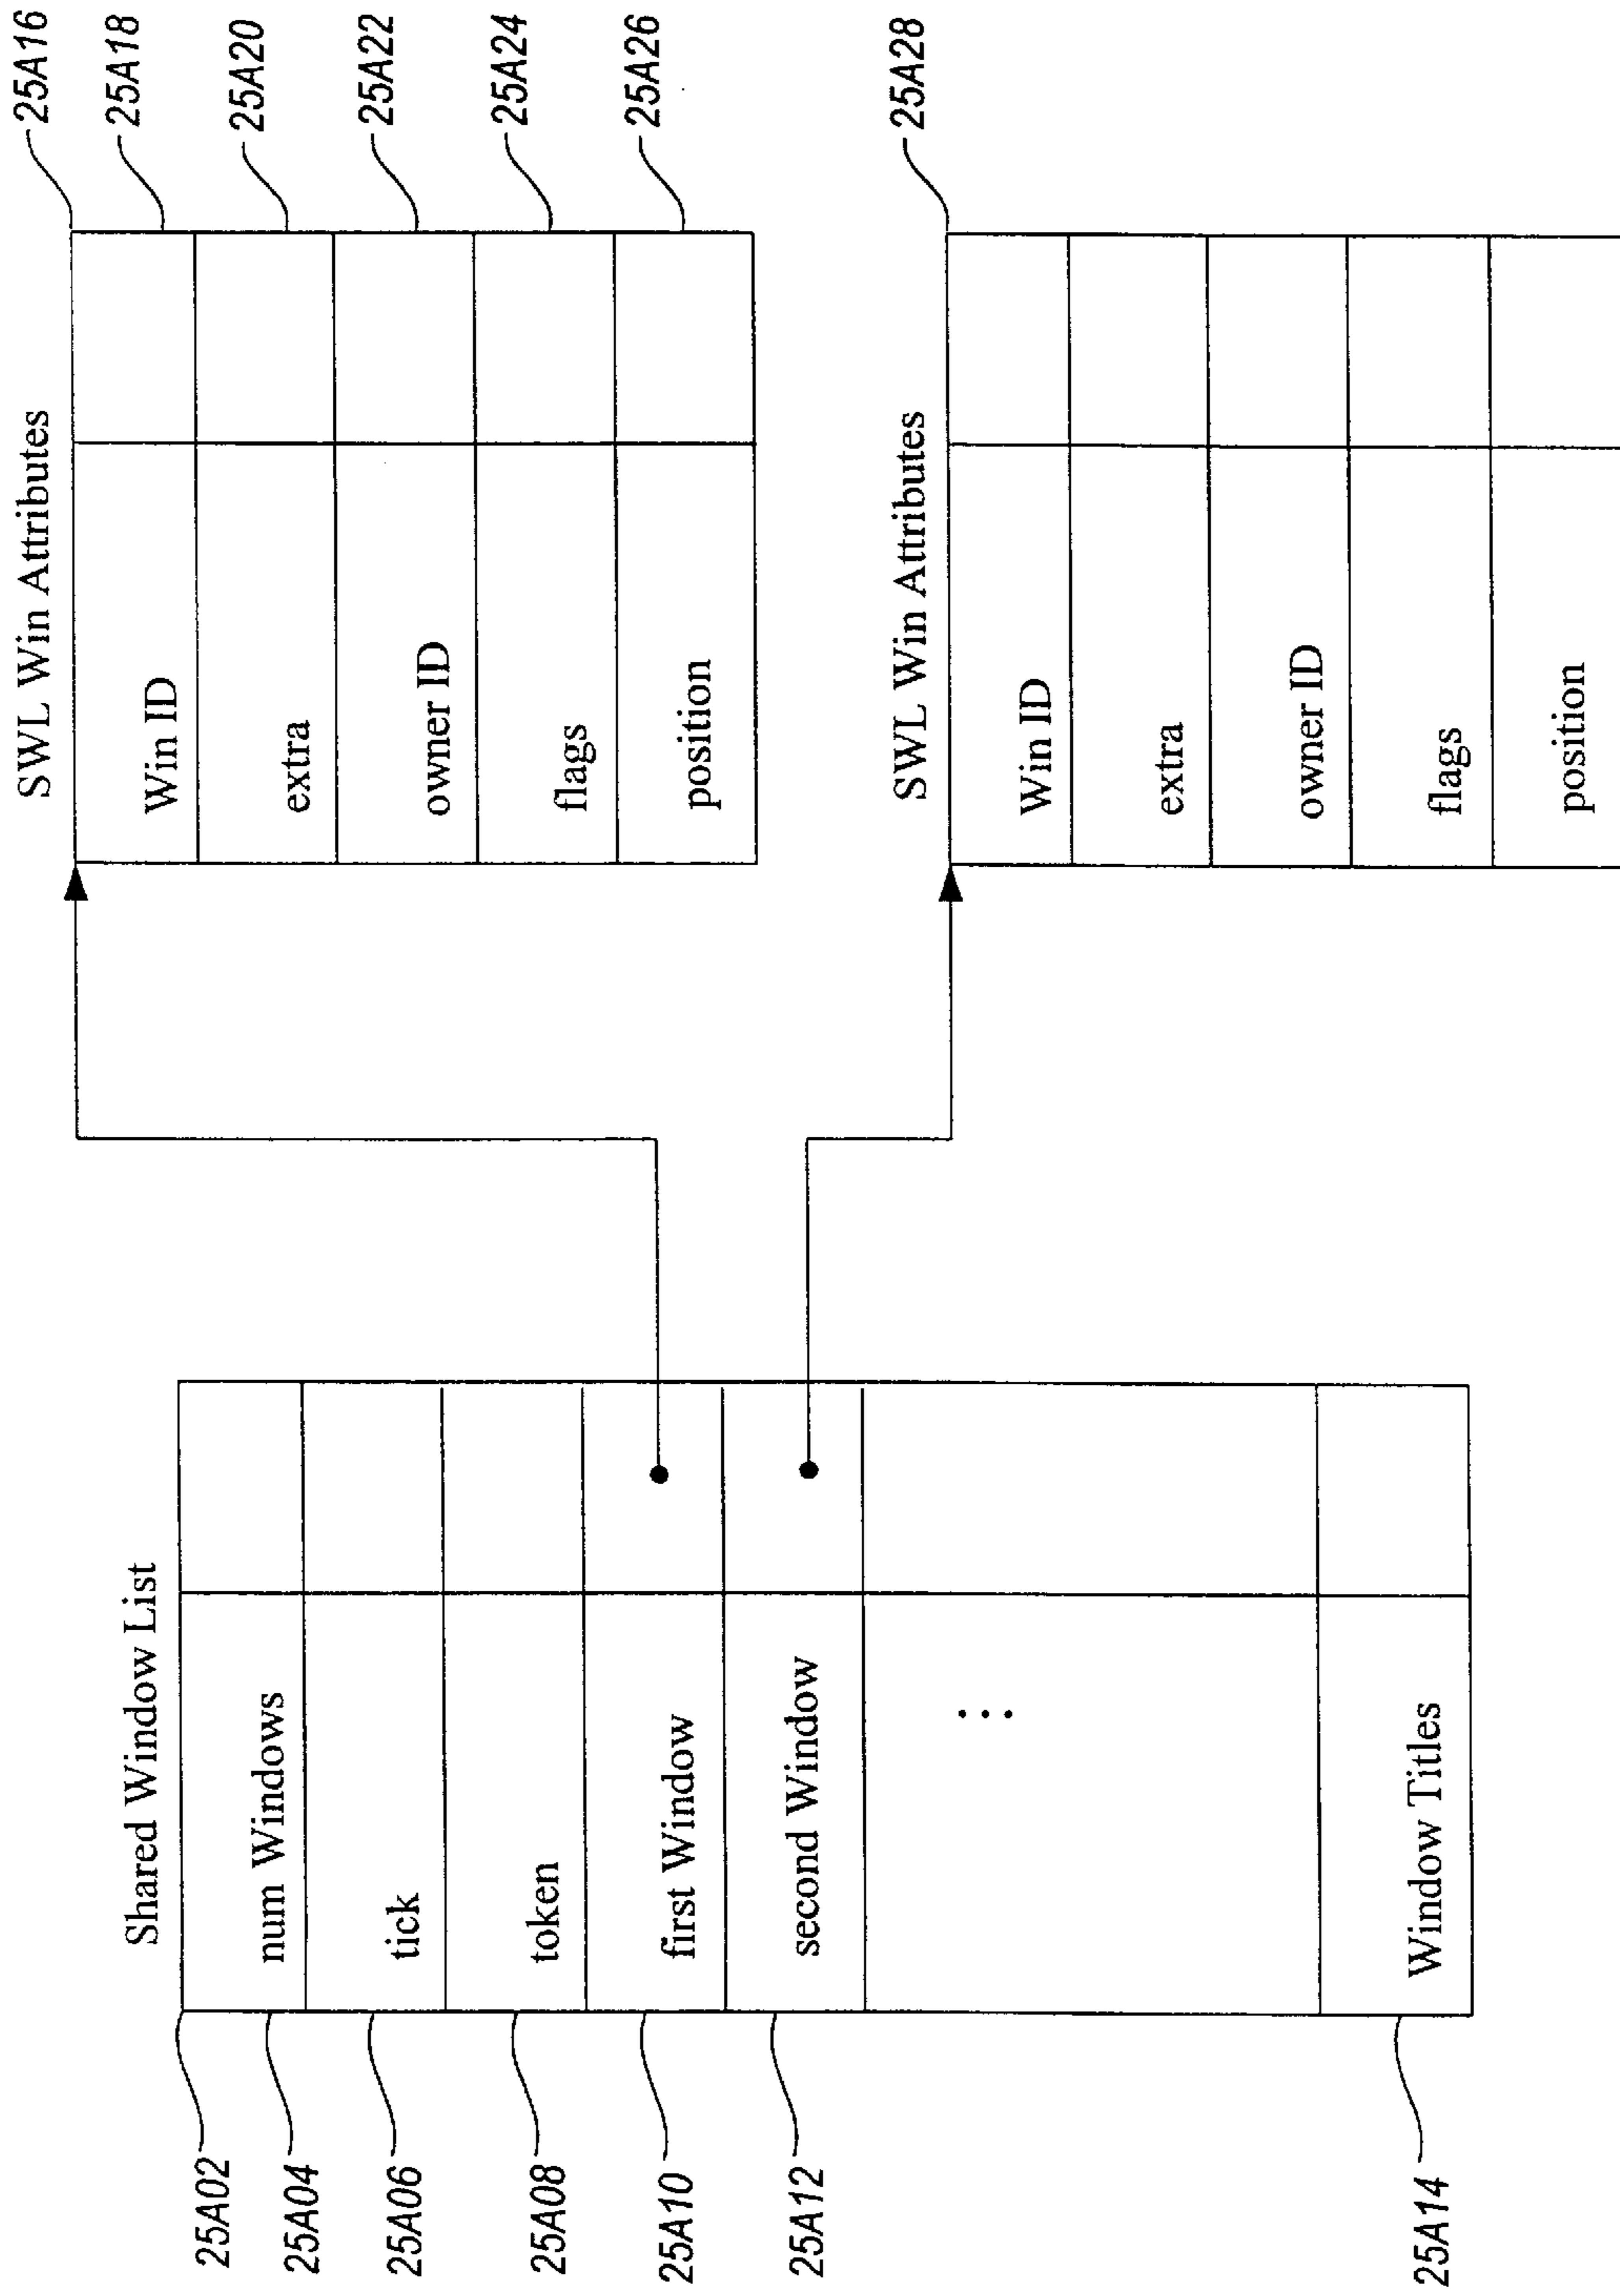 Shared Window List
25A02
25A04
num Windows
25A06
tick
25A08
token
25A10
first Window
25A12
second Window
...
25A14
Window Titles
SWL Win Attributes
25A16
Win ID
25A18
extra
25A20
owner ID
25A22
flags
25A24
position
25A26
SWL Win Attributes
25A28
Win ID
extra
owner ID
flags
position